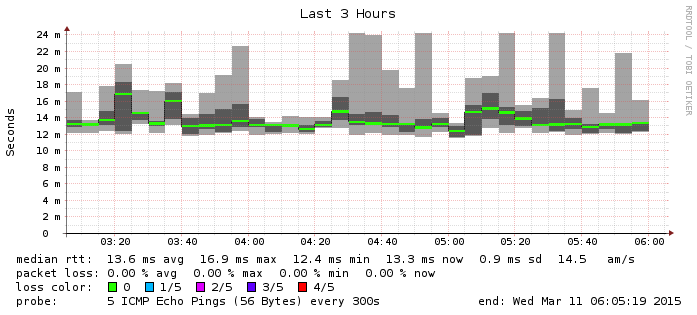 Last 3 Hours
RRDTOOL / TOBI OETIKER
Seconds
24 m
22 m
20 m
18 m
16 m
14 m
12 m
10 m
8 m
6 m
4 m
2 m
0
03:20 03:40 04:00 04:20 04:40 05:00 05:20 05:40 06:00
median rtt: 13.6 ms avg 16.9 ms max 12.4 ms min 13.3 ms now 0.9 ms sd 14.5 am/s
packet loss: 0.00 % avg 0.00 % max 0.00 % min 0.00 % now
loss color: 0 1/5 2/5 3/5 4/5
probe: 5 ICMP Echo Pings (56 Bytes) every 300s end: Wed Mar 11 06:05:19 2015